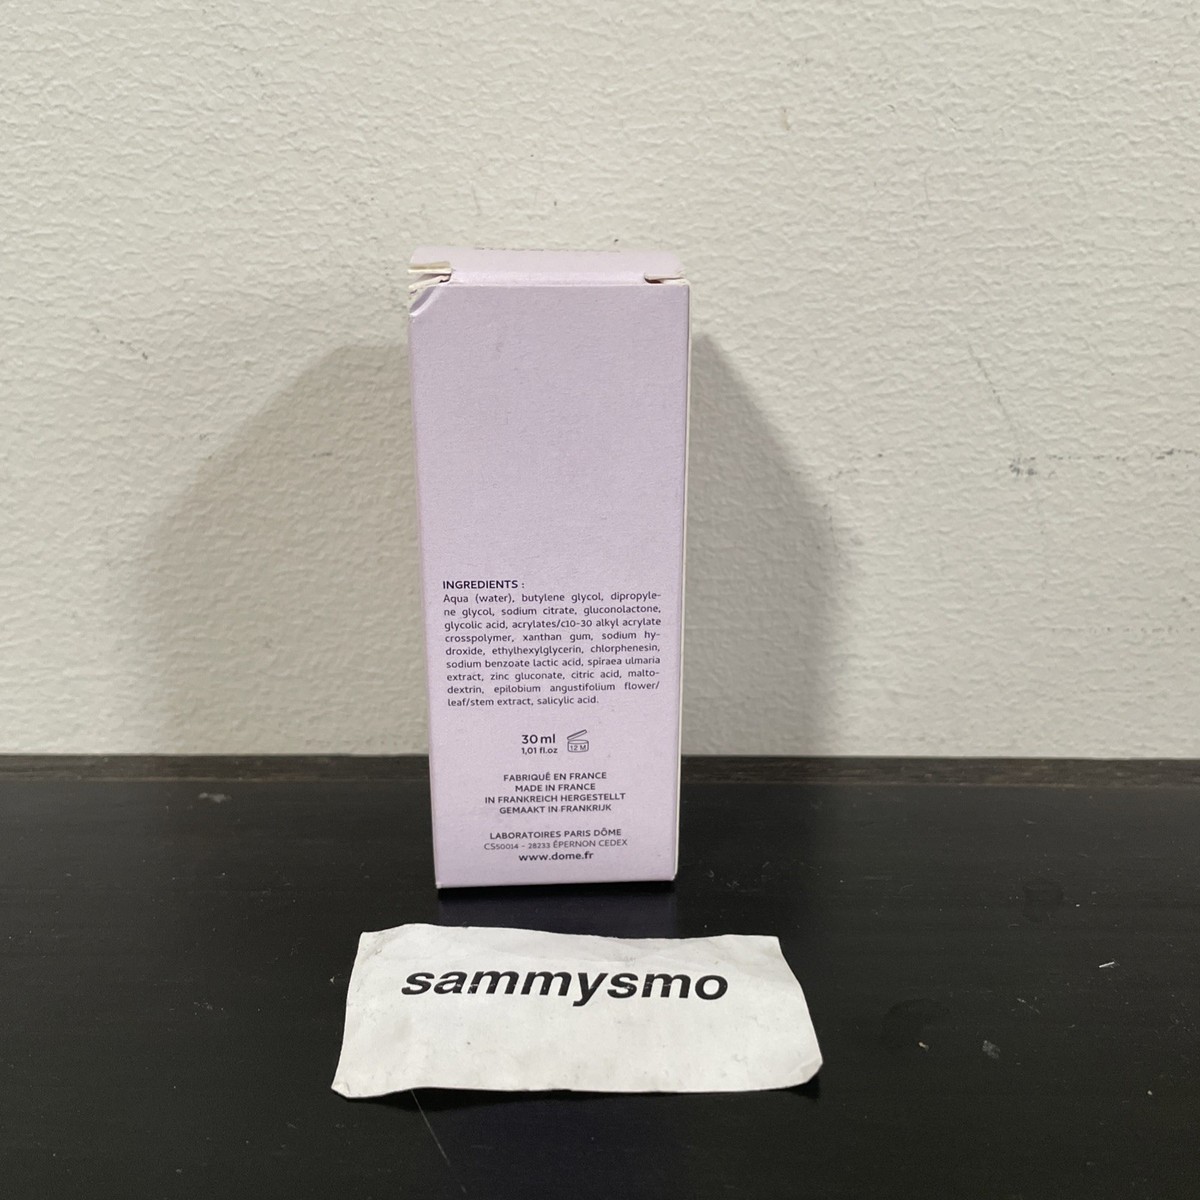 INGREDIENTS :
Aqua (water), butylene glycol, dipropyle-
ne glycol, sodium citrate, gluconolactone,
glycolic acid, acrylates/c10-30 alkyl acrylate
crosspolymer, xanthan gum, sodium hy-
droxide, ethylhexylglycerin, chlorphenesin,
sodium benzoate lactic acid, spiraea ulmaria
extract, zinc gluconate, citric acid, malto-
dextrin, epilobium angustifolium flower/
leaf/stem extract, salicylic acid.
30 ml
1,01 fl.oz
12 M
FABRIQUÉ EN FRANCE
MADE IN FRANCE
IN FRANKREICH HERGESTELLT
GEMAAKT IN FRANKRIJK
LABORATOIRES PARIS DÔME
CS50014 - 28233 ÉPERNON CEDEX
www.dome.fr
sammysmo